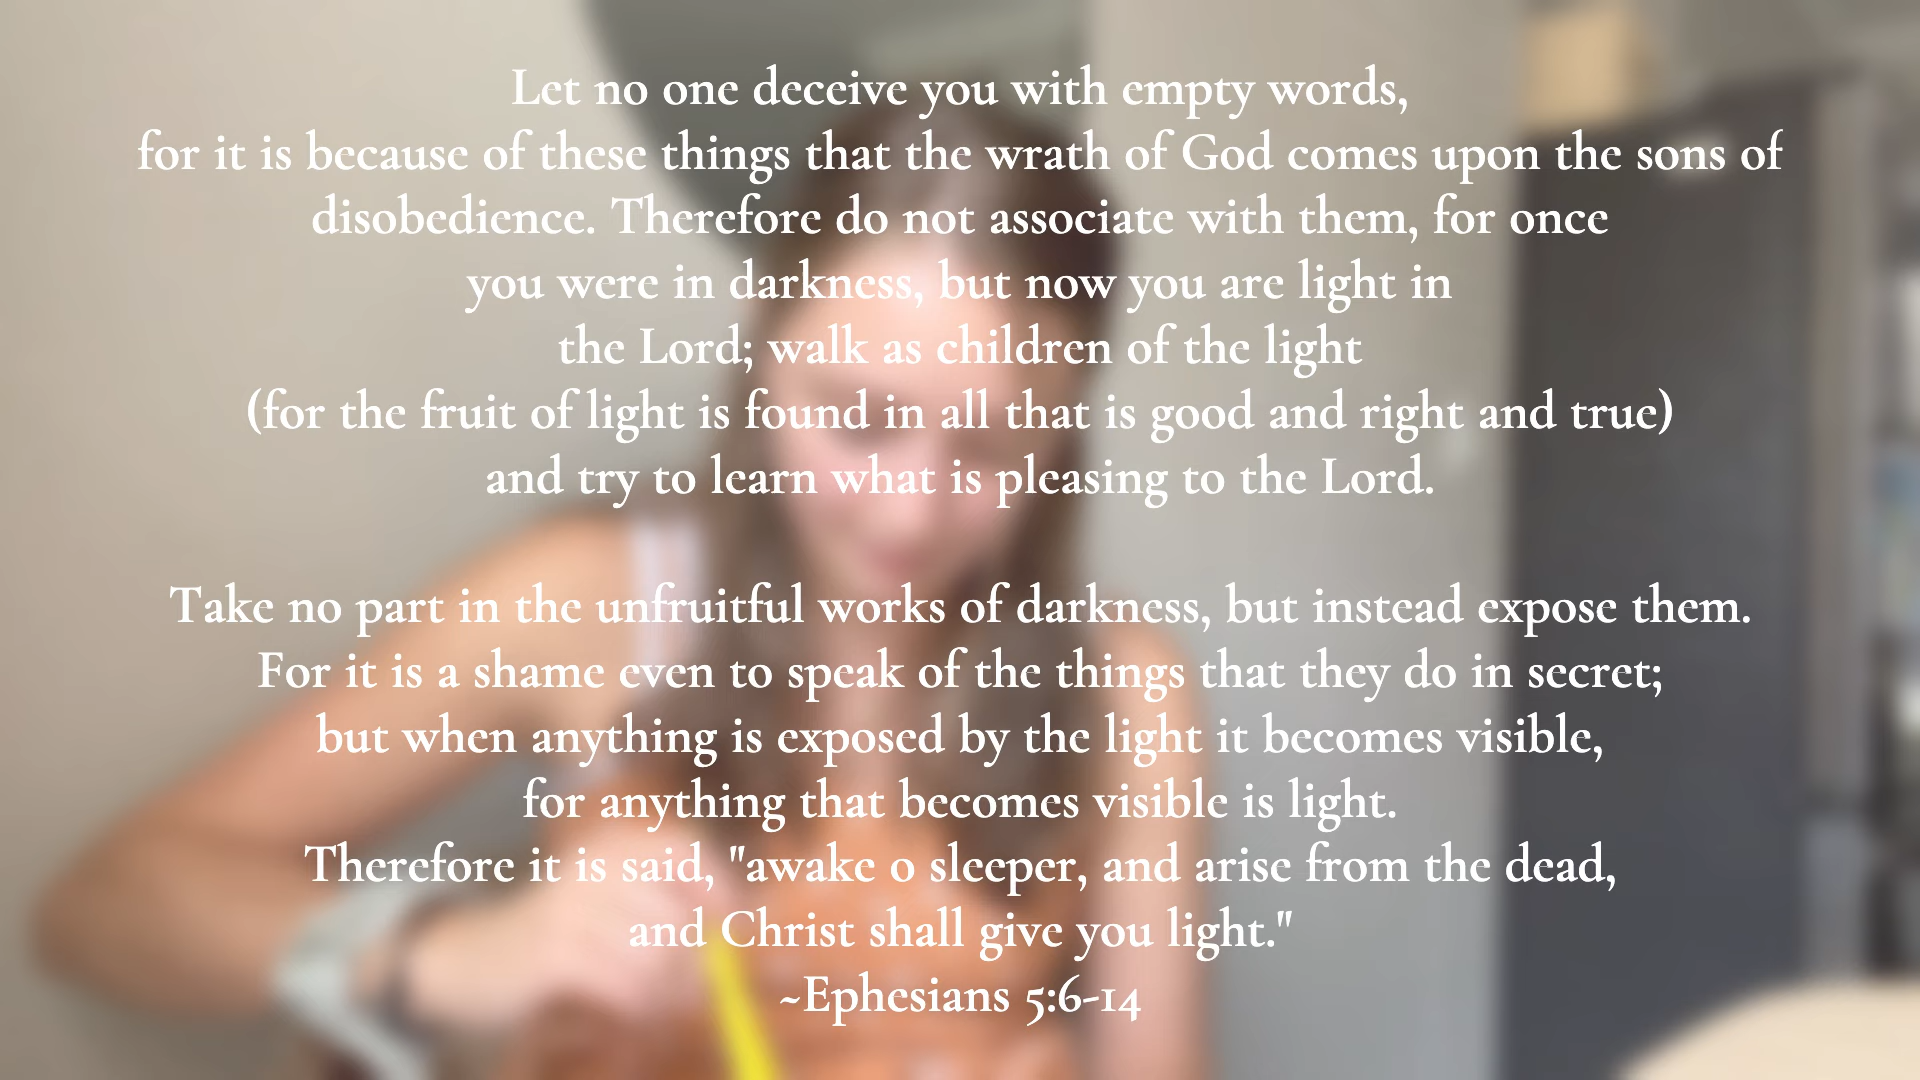 Let no one deceive you with empty words,
for it is because of these things that the wrath of God comes upon the sons of
disobedience. Therefore do not associate with them, for once
you were in darkness, but now you are light in
the Lord; walk as children of the light
(for the fruit of light is found in all that is good and right and true)
and try to learn what is pleasing to the Lord.
Take no part in the unfruitful works of darkness, but instead expose them.
For it is a shame even to speak of the things that they do in secret;
but when anything is exposed by the light it becomes visible,
for anything that becomes visible is light.
Therefore it is said, "awake o sleeper, and arise from the dead,
and Christ shall give you light."
~Ephesians 5:6-14